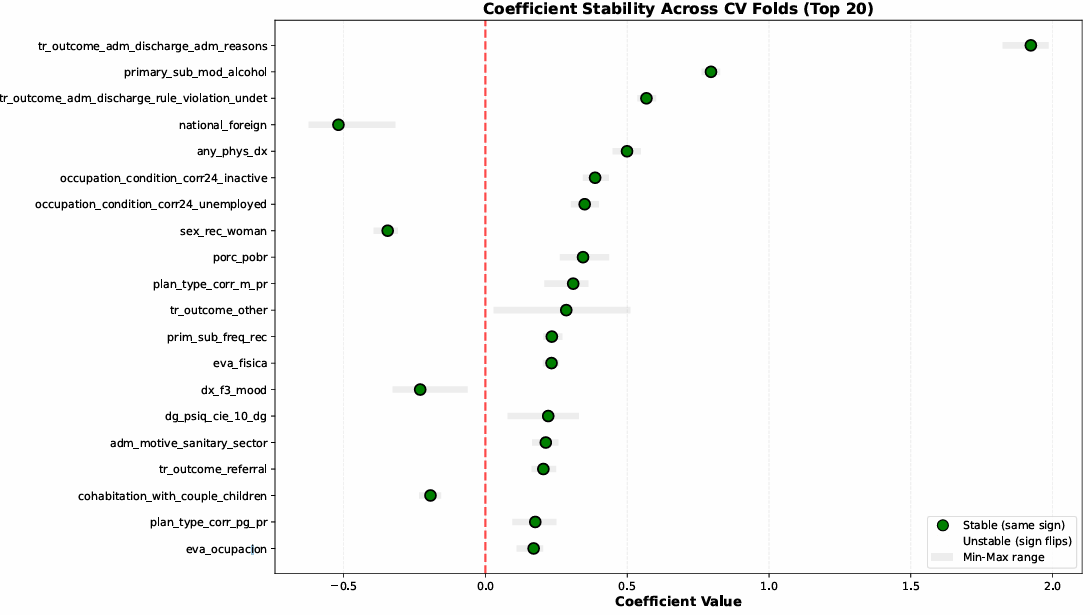 Coefficient Stability Across CV Folds (Top 20)
tr_outcome_adm_discharge_adm_reasons
primary_sub_mod_alcohol
tr_outcome_adm_discharge_rule_violation_undet
national_foreign
any_phys_dx
occupation_condition_corr24_inactive
occupation_condition_corr24_unemployed
sex_rec_woman
porc_pobr
plan_type_corr_m_pr
tr_outcome_other
prim_sub_freq_rec
eva_fisica
dx_f3_mood
dg_psiq_cie_10_dg
adm_motive_sanitary_sector
tr_outcome_referral
cohabitation_with_couple_children
plan_type_corr_pg_pr
eva_ocupacion
Stable (same sign)
Unstable (sign flips)
Min-Max range
−0.5 0.0 0.5 1.0 1.5 2.0
Coefficient Value